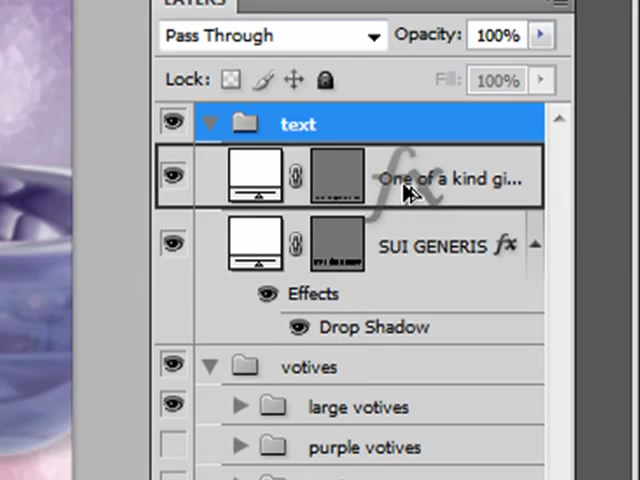 LAYERS
Pass Through
Opacity: 100%
Lock:
Fill: 100%
text
One of a kind gi...
SUI GENERIS fx
Effects
Drop Shadow
votives
large votives
purple votives